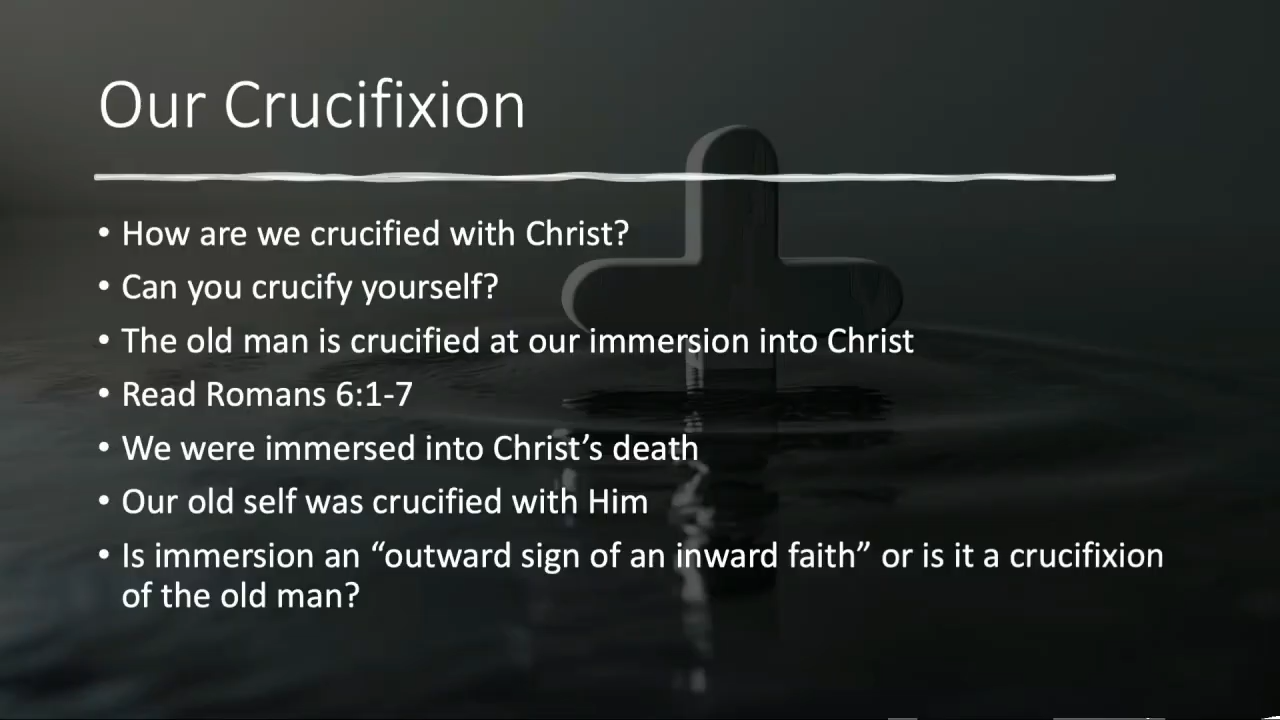 Our Crucifixion
• How are we crucified with Christ?
• Can you crucify yourself?
• The old man is crucified at our immersion into Christ
• Read Romans 6:1-7
• We were immersed into Christ’s death
• Our old self was crucified with Him
• Is immersion an “outward sign of an inward faith” or is it a crucifixion
of the old man?